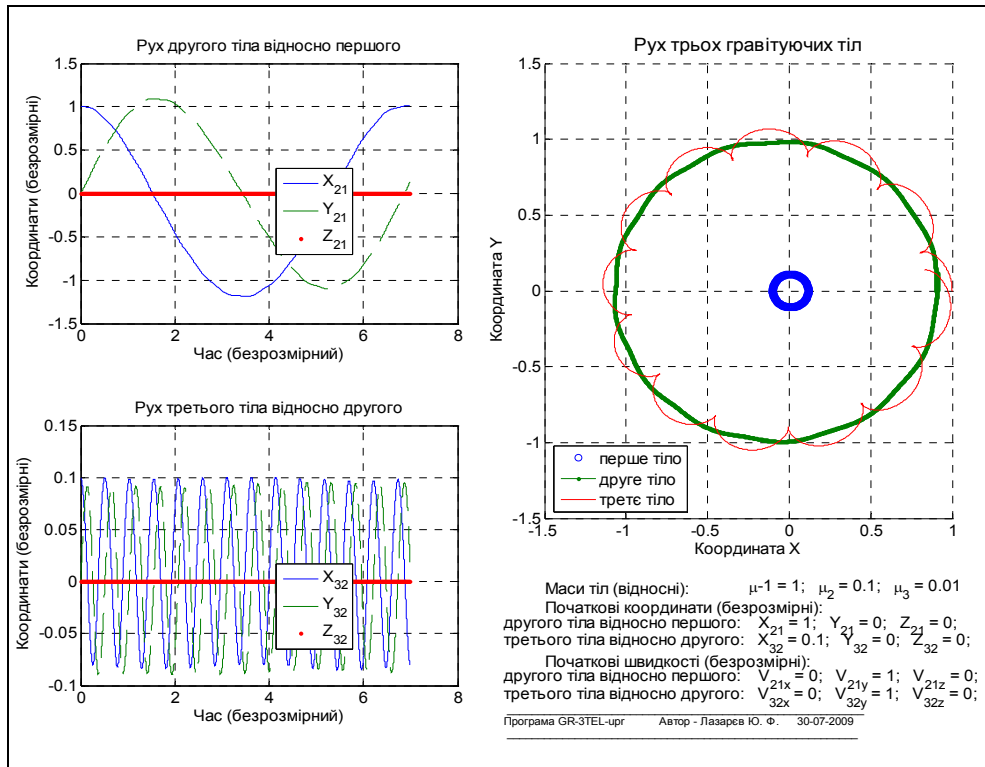 Рух другого тіла відносно першого
1.5
1
0.5
0
-0.5
-1
-1.5
0 2 4 6 8
Координати (безрозмірні)
Час (безрозмірний)
X21
Y21
Z21
Рух третього тіла відносно другого
0.1
0.05
0
-0.05
-0.1
0 2 4 6 8
Координати (безрозмірні)
Час (безрозмірний)
X32
Y32
Z32
Рух трьох гравітуючих тіл
1.5
1
0.5
0
-0.5
-1
-1.5
-1.5 -1 -0.5 0 0.5 1
Координата Y
Координата X
перше тіло
друге тіло
третє тіло
Маси тіл (відносні): μ-1 = 1; μ2 = 0.1; μ3 = 0.01
Початкові координати (безрозмірні):
другого тіла відносно першого: X21 = 1; Y21 = 0; Z21 = 0;
третього тіла відносно другого: X32 = 0.1; Y32 = 0; Z32 = 0;
Початкові швидкості (безрозмірні):
другого тіла відносно першого: V21x = 0; V21y = 1; V21z = 0;
третього тіла відносно другого: V32x = 0; V32y = 1; V32z = 0;
Програма GR-3TEL-upr Автор - Лазарєв Ю. Ф. 30-07-2009